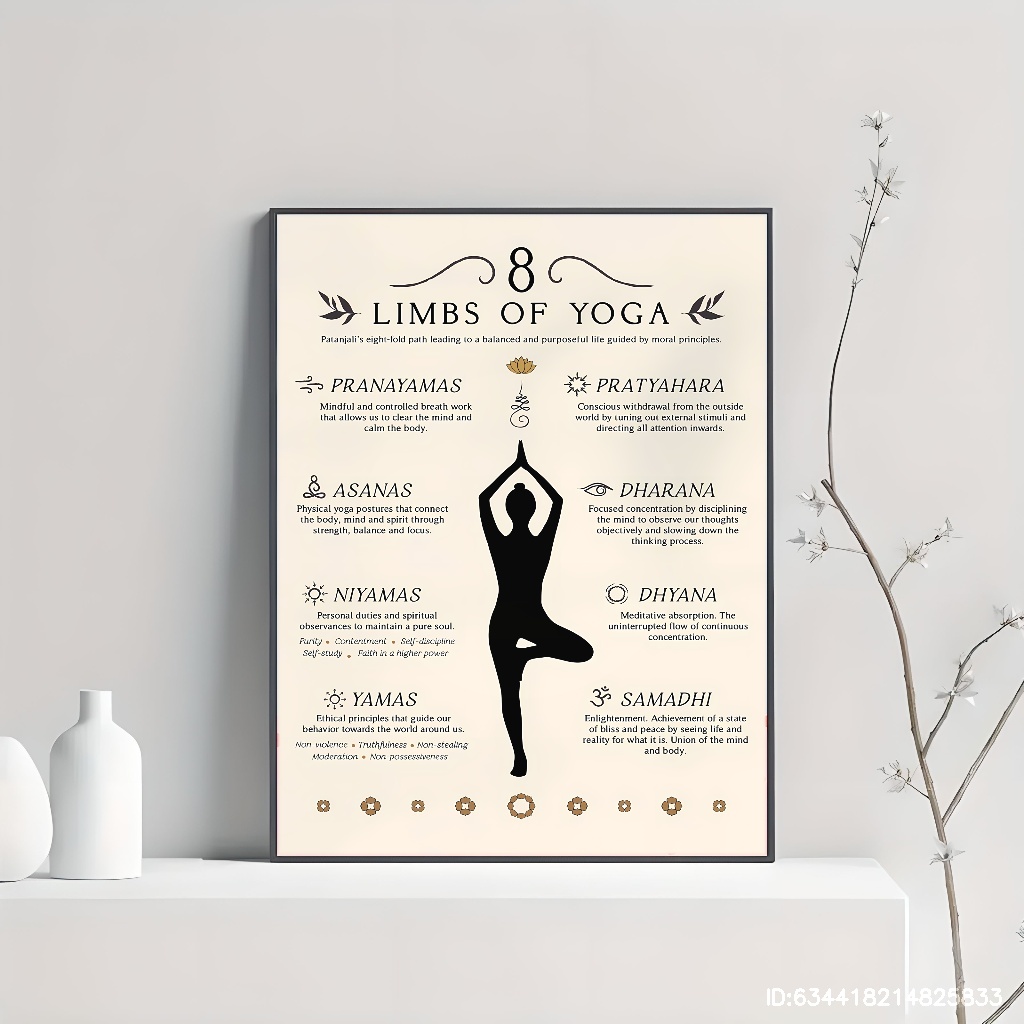 8
LIMBS OF YOGA
Patanjali's eight-fold path leading to a balanced and purposeful life guided by moral principles.
PRANAYAMAS
Mindful and controlled breath work
that allows us to clear the mind and
calm the body.
ASANAS
Physical yoga postures that connect
the body, mind and spirit through
strength, balance and focus.
NIYAMAS
Personal duties and spiritual
observances to maintain a pure soul.
Purity • Contentment • Self-discipline
Self-study • Faith in a higher power
YAMAS
Ethical principles that guide our
behavior towards the world around us.
Non violence • Truthfulness • Non-stealing
Moderation • Non possessiveness
PRATYAHARA
Conscious withdrawal from the outside
world by tuning out external stimuli and
directing all attention inwards.
DHARANA
Focused concentration by disciplining
the mind to observe our thoughts
objectively and slowing down the
thinking process.
DHYANA
Meditative absorption. The
uninterrupted flow of continuous
concentration.
ॐ SAMADHI
Enlightenment. Achievement of a state
of bliss and peace by seeing life and
reality for what it is. Union of the mind
and body.
ID:634418214825833